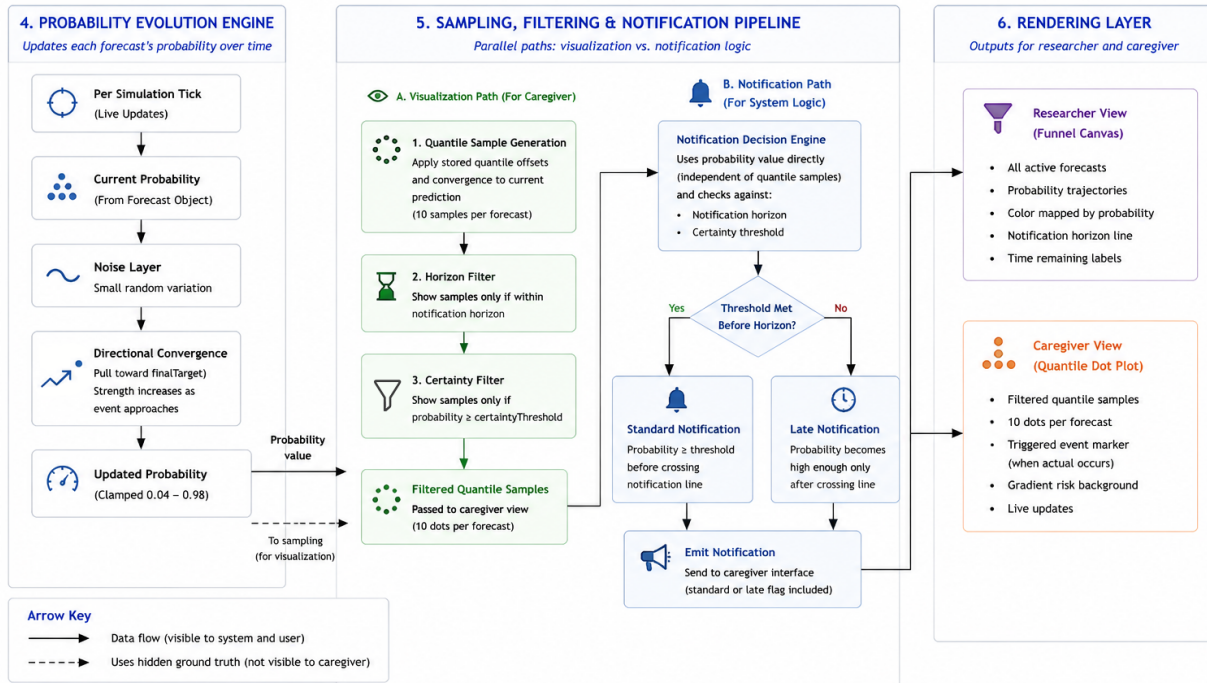 4. PROBABILITY EVOLUTION ENGINE
Updates each forecast's probability over time
Per Simulation Tick
(Live Updates)
Current Probability
(From Forecast Object)
Noise Layer
Small random variation
Directional Convergence
Pull toward finalTarget)
Strength increases as
event approaches
Updated Probability
(Clamped 0.04 – 0.98)
Probability
value
To sampling
(for visualization)
5. SAMPLING, FILTERING & NOTIFICATION PIPELINE
Parallel paths: visualization vs. notification logic
A. Visualization Path (For Caregiver)
1. Quantile Sample Generation
Apply stored quantile offsets
and convergence to current
prediction
(10 samples per forecast)
2. Horizon Filter
Show samples only if within
notification horizon
3. Certainty Filter
Show samples only if
probability ≥ certaintyThreshold
Filtered Quantile Samples
Passed to caregiver view
(10 dots per forecast)
B. Notification Path
(For System Logic)
Notification Decision Engine
Uses probability value directly
(independent of quantile samples)
and checks against:
• Notification horizon
• Certainty threshold
Threshold Met
Before Horizon?
Yes
No
Standard Notification
Probability ≥ threshold
before crossing
notification line
Late Notification
Probability becomes
high enough only
after crossing line
Emit Notification
Send to caregiver interface
(standard or late flag included)
6. RENDERING LAYER
Outputs for researcher and caregiver
Researcher View
(Funnel Canvas)
• All active forecasts
• Probability trajectories
• Color mapped by probability
• Notification horizon line
• Time remaining labels
Caregiver View
(Quantile Dot Plot)
• Filtered quantile samples
• 10 dots per forecast
• Triggered event marker
(when actual occurs)
• Gradient risk background
• Live updates
Arrow Key
Data flow (visible to system and user)
Uses hidden ground truth (not visible to caregiver)